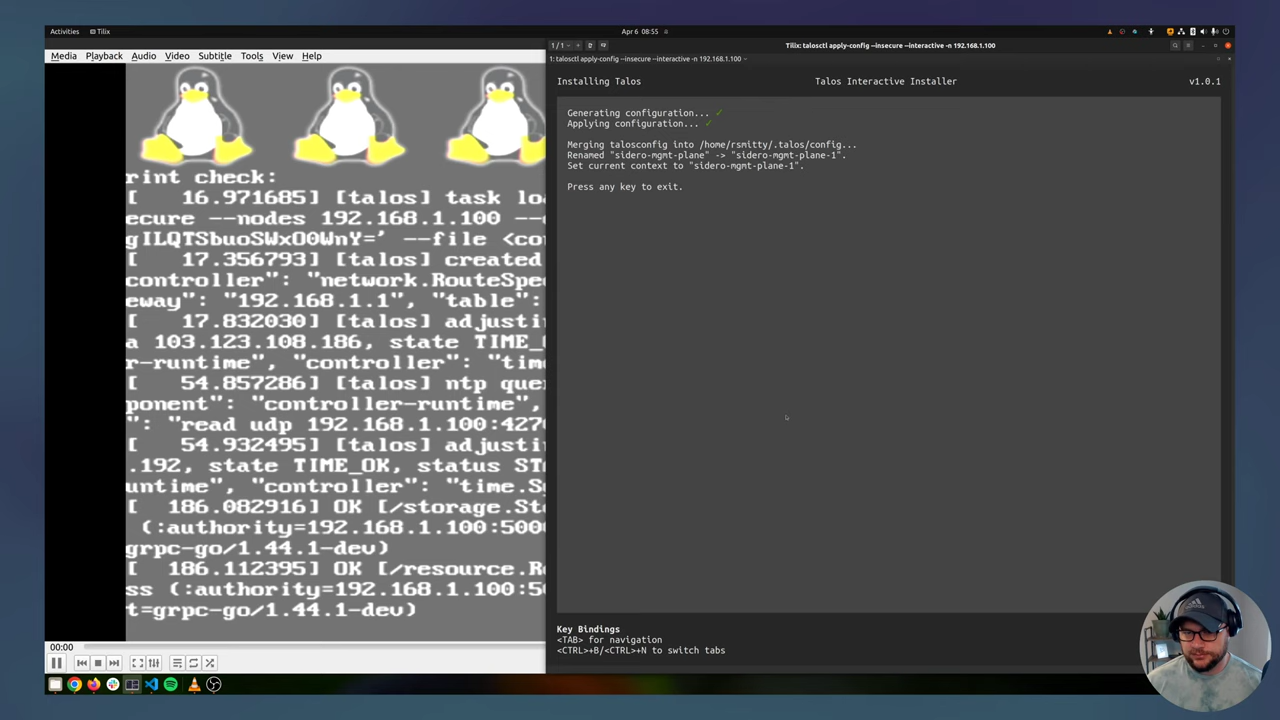 Activities
Tilix
Apr 6 08:55
1 / 1
Tilix: talosctl apply-config --insecure --interactive -n 192.168.1.100
Media Playback Audio Video Subtitle Tools View Help
1: talosctl apply-config --insecure --interactive -n 192.168.1.100
Installing Talos
Talos Interactive Installer
v1.0.1
Generating configuration... ✓
Applying configuration... ✓
Merging talosconfig into /home/rsmitty/.talos/config...
Renamed "sidero-mgmt-plane" -> "sidero-mgmt-plane-1".
Set current context to "sidero-mgmt-plane-1".
Press any key to exit.
rint check:
[ 16.971685] [talos] task lo
ecure --nodes 192.168.1.100 --
gILQTSbuoSWxO0WnY=' --file <co
[ 17.356793] [talos] created
controller": "network.RouteSpe
eway": "192.168.1.1", "table":
[ 17.832030] [talos] adjusti
a 103.123.108.186, state TIME_
r-runtime", "controller": "tim
[ 54.857286] [talos] ntp que
ponent": "controller-runtime",
": "read udp 192.168.1.100:427
[ 54.932495] [talos] adjusti
.192, state TIME_OK, status ST
untime", "controller": "time.S
[ 186.082916] OK [/storage.St
(:authority=192.168.1.100:500
grpc-go/1.44.1-dev)
[ 186.112395] OK [/resource.R
ss (:authority=192.168.1.100:5
t=grpc-go/1.44.1-dev)
00:00
Key Bindings
<TAB> for navigation
<CTRL>+B/<CTRL>+N to switch tabs